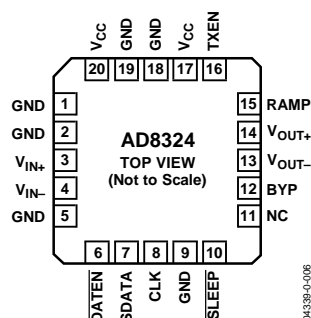 VCC
GND
GND
VCC
TXEN
20
19
18
17
16
GND 1
GND 2
VIN+ 3
VIN– 4
GND 5
AD8324
TOP VIEW
(Not to Scale)
15 RAMP
14 VOUT+
13 VOUT–
12 BYP
11 NC
6
7
8
9
10
DATEN
SDATA
CLK
GND
SLEEP
04339-0-006